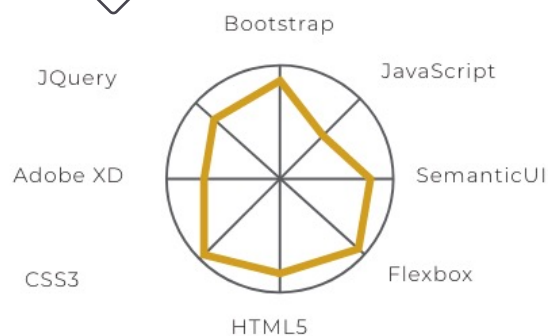 Bootstrap
JQuery
JavaScript
Adobe XD
SemanticUI
CSS3
Flexbox
HTML5